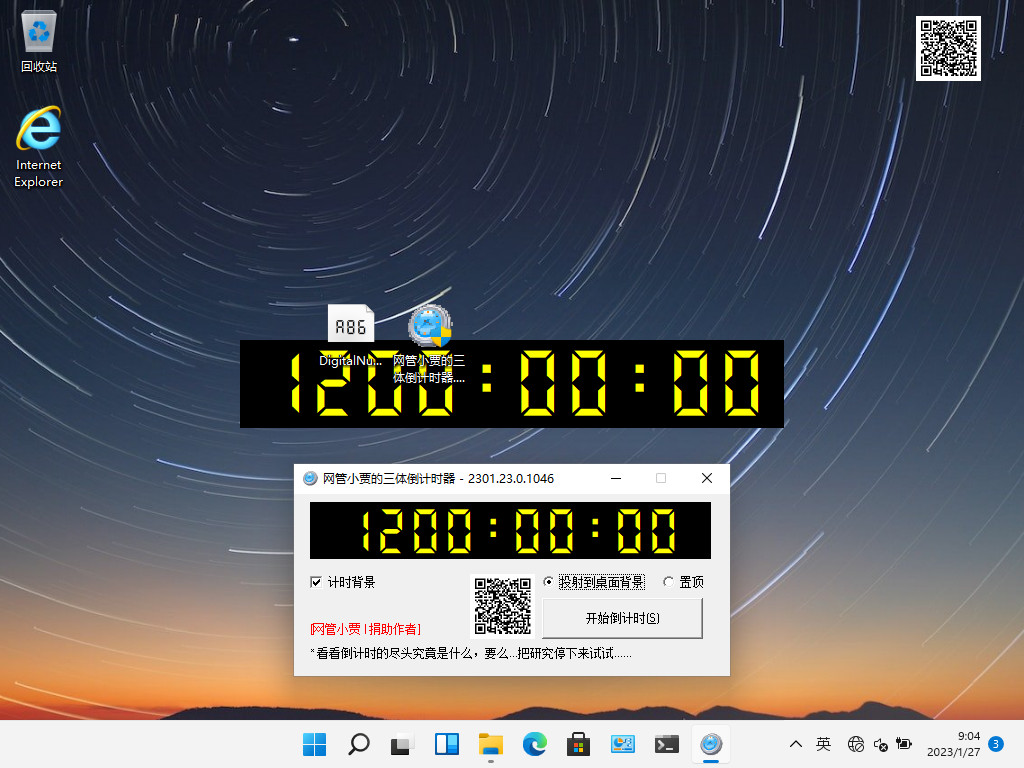 回收站
Internet
Explorer
A86
DigitalNu...
网管小贾的三
体倒计时器....
1200:00:00
网管小贾的三体倒计时器 - 2301.23.0.1046
1200:00:00
计时背景
投射到桌面背景
置顶
开始倒计时(S)
[网管小贾 | 捐助作者]
*看看倒计时的尽头究竟是什么，要么...把研究停下来试试......
英
9:04
2023/1/27
3